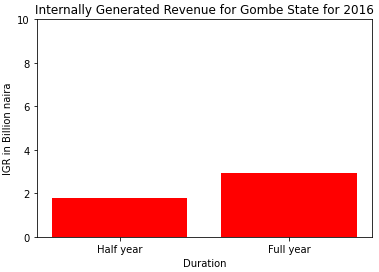 Internally Generated Revenue for Gombe State for 2016
IGR in Billion naira
10
8
6
4
2
0
Half year
Full year
Duration